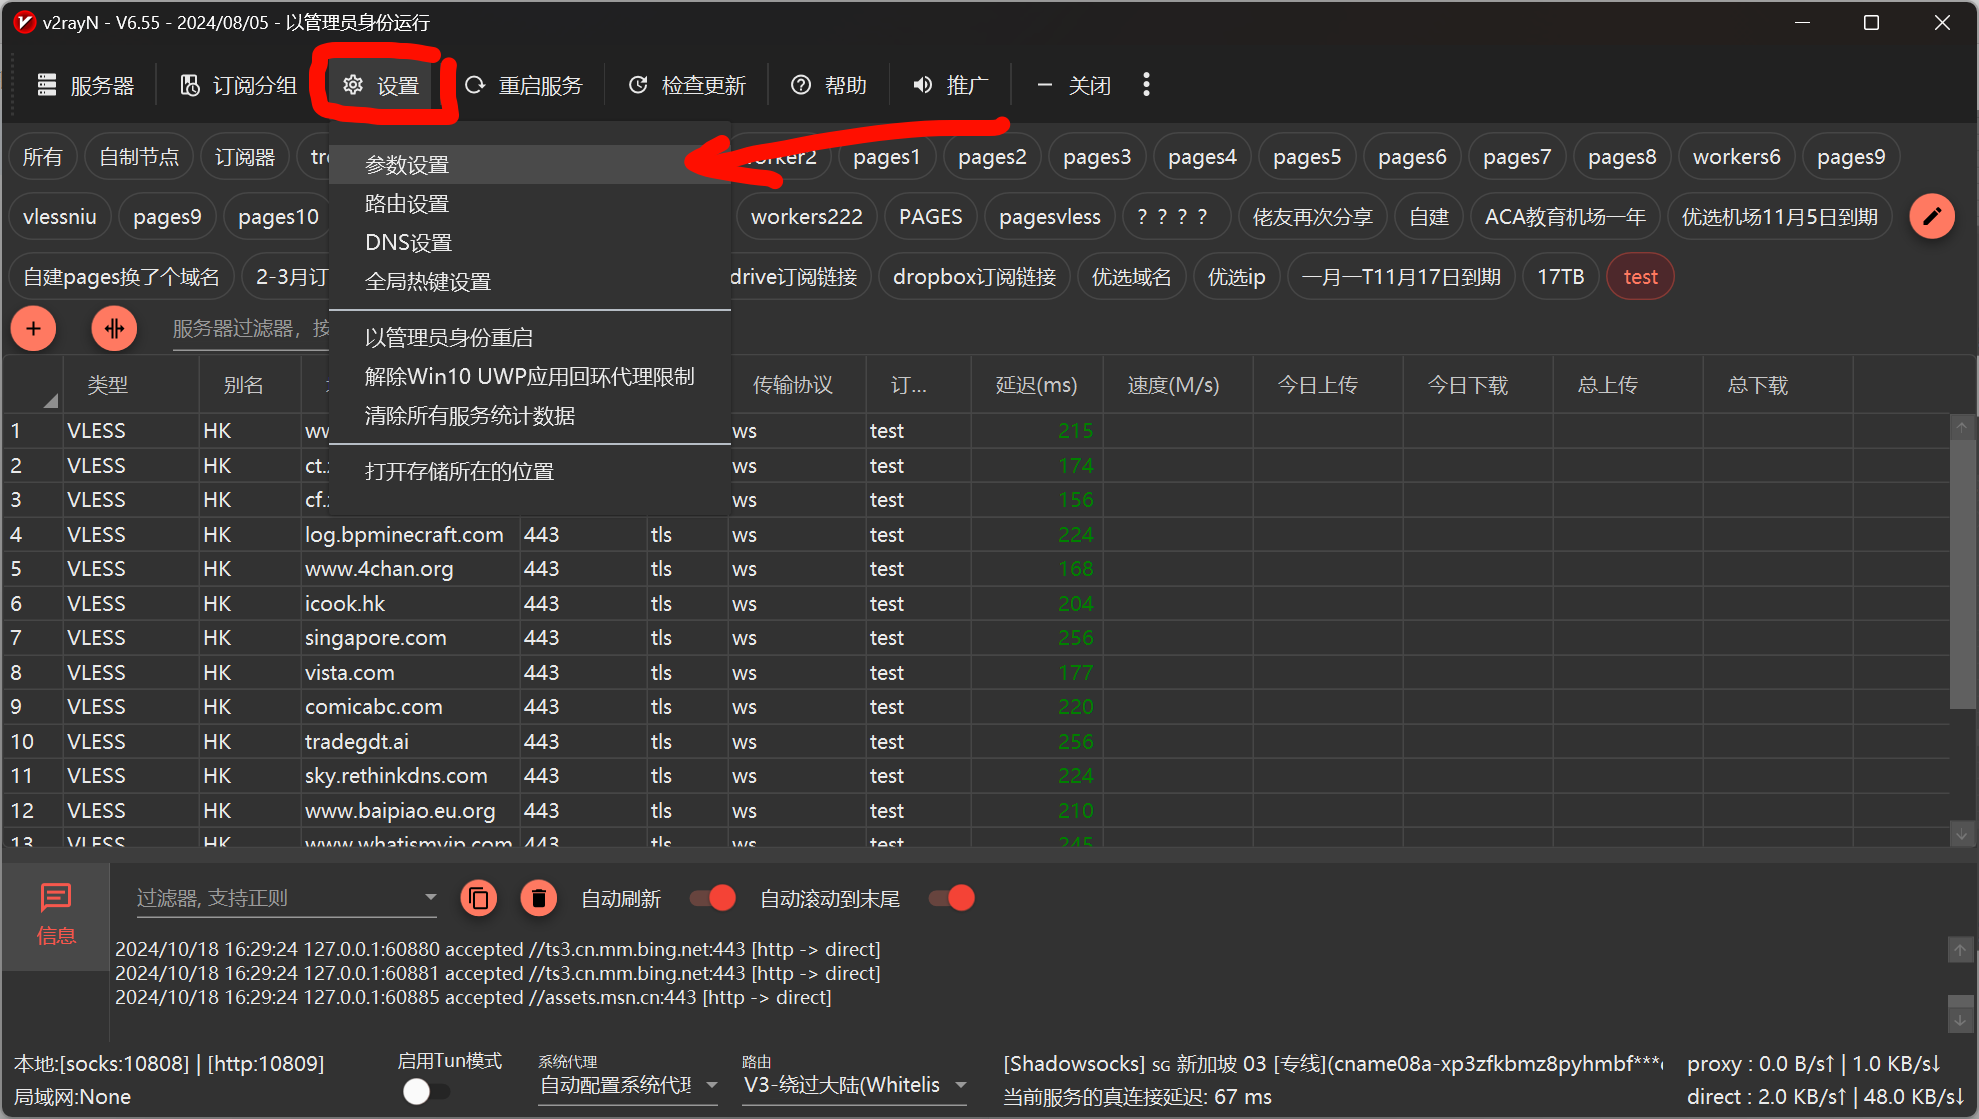 v2rayN - V6.55 - 2024/08/05 - 以管理员身份运行
服务器 订阅分组 设置 重启服务 检查更新 帮助 推广 关闭
所有 自制节点 订阅器 pages1 pages2 pages3 pages4 pages5 pages6 pages7 pages8 workers6 pages9
vlessniu pages9 pages10 workers222 PAGES pagesvless ？？？？ 佬友再次分享 自建 ACA教育机场一年 优选机场11月5日到期
自建pages换了个域名 2-3月订 drive订阅链接 dropbox订阅链接 优选域名 优选ip 一月一T11月17日到期 17TB test
参数设置
路由设置
DNS设置
全局热键设置
以管理员身份重启
解除Win10 UWP应用回环代理限制
清除所有服务统计数据
打开存储所在的位置
服务器过滤器，按
类型 别名 传输协议 订... 延迟(ms) 速度(M/s) 今日上传 今日下载 总上传 总下载
1 VLESS HK ws test 215
2 VLESS HK ct. ws test 174
3 VLESS HK cf. ws test 156
4 VLESS HK log.bpminecraft.com 443 tls ws test 224
5 VLESS HK www.4chan.org 443 tls ws test 168
6 VLESS HK icook.hk 443 tls ws test 204
7 VLESS HK singapore.com 443 tls ws test 256
8 VLESS HK vista.com 443 tls ws test 177
9 VLESS HK comicabc.com 443 tls ws test 220
10 VLESS HK tradegdt.ai 443 tls ws test 256
11 VLESS HK sky.rethinkdns.com 443 tls ws test 224
12 VLESS HK www.baipiao.eu.org 443 tls ws test 210
13 VLESS HK www.whatismyip.com 443 tls ws test 245
信息
过滤器, 支持正则 自动刷新 自动滚动到末尾
2024/10/18 16:29:24 127.0.0.1:60880 accepted //ts3.cn.mm.bing.net:443 [http -> direct]
2024/10/18 16:29:24 127.0.0.1:60881 accepted //ts3.cn.mm.bing.net:443 [http -> direct]
2024/10/18 16:29:24 127.0.0.1:60885 accepted //assets.msn.cn:443 [http -> direct]
本地:[socks:10808] | [http:10809]
局域网:None
启用Tun模式
系统代理
自动配置系统代理
路由
V3-绕过大陆(Whitelis
[Shadowsocks] SG 新加坡 03 [专线](cname08a-xp3zfkbmz8pyhmbf***
当前服务的真连接延迟: 67 ms
proxy : 0.0 B/s↑ | 1.0 KB/s↓
direct : 2.0 KB/s↑ | 48.0 KB/s↓